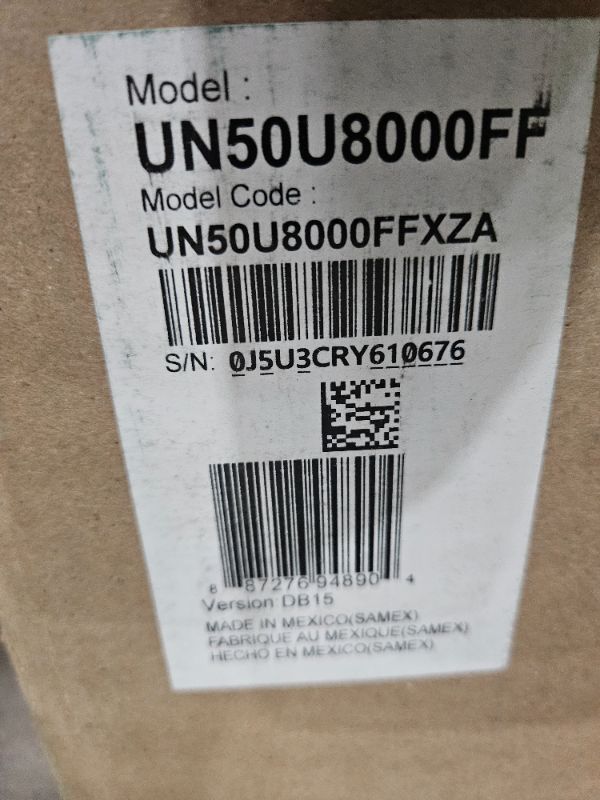 Model :
UN50U8000FF
Model Code :
UN50U8000FFXZA
S/N: 0J5U3CRY610676
8 87276 94890 4
Version DB15
MADE IN MEXICO(SAMEX)
FABRIQUE AU MEXIQUE(SAMEX)
HECHO EN MEXICO(SAMEX)